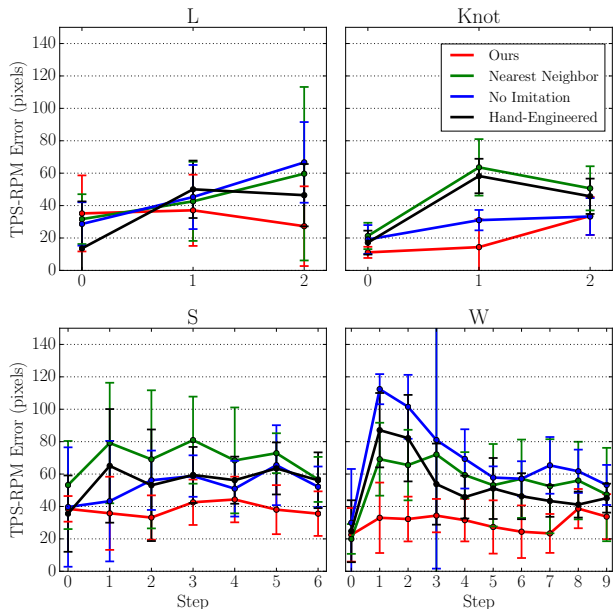 L
Knot
TPS-RPM Error (pixels)
140
120
100
80
60
40
20
0
0 1 2
Ours
Nearest Neighbor
No Imitation
Hand-Engineered
0 1 2
S
W
TPS-RPM Error (pixels)
140
120
100
80
60
40
20
0
0 1 2 3 4 5 6
Step
0 1 2 3 4 5 6 7 8 9
Step